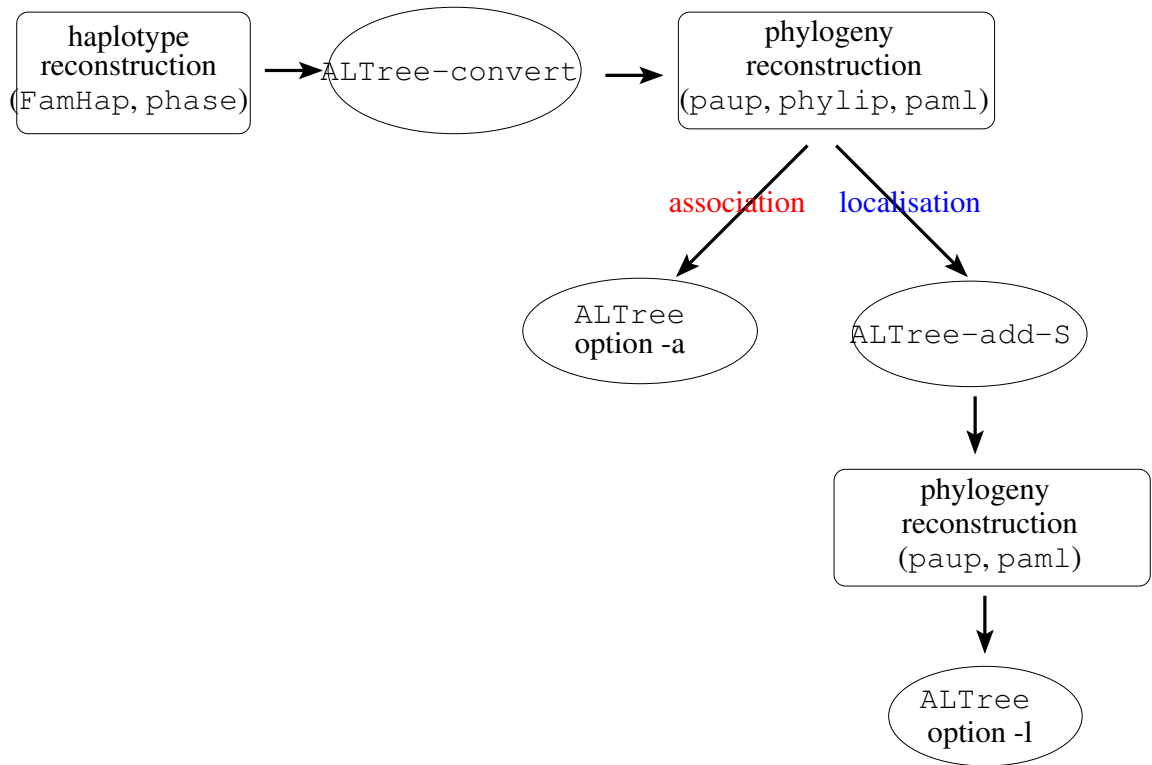 haplotype
reconstruction
(FamHap, phase)
ALTree-convert
phylogeny
reconstruction
(paup, phylip, paml)
association
localisation
ALTree
option -a
ALTree-add-S
phylogeny
reconstruction
(paup, paml)
ALTree
option -l